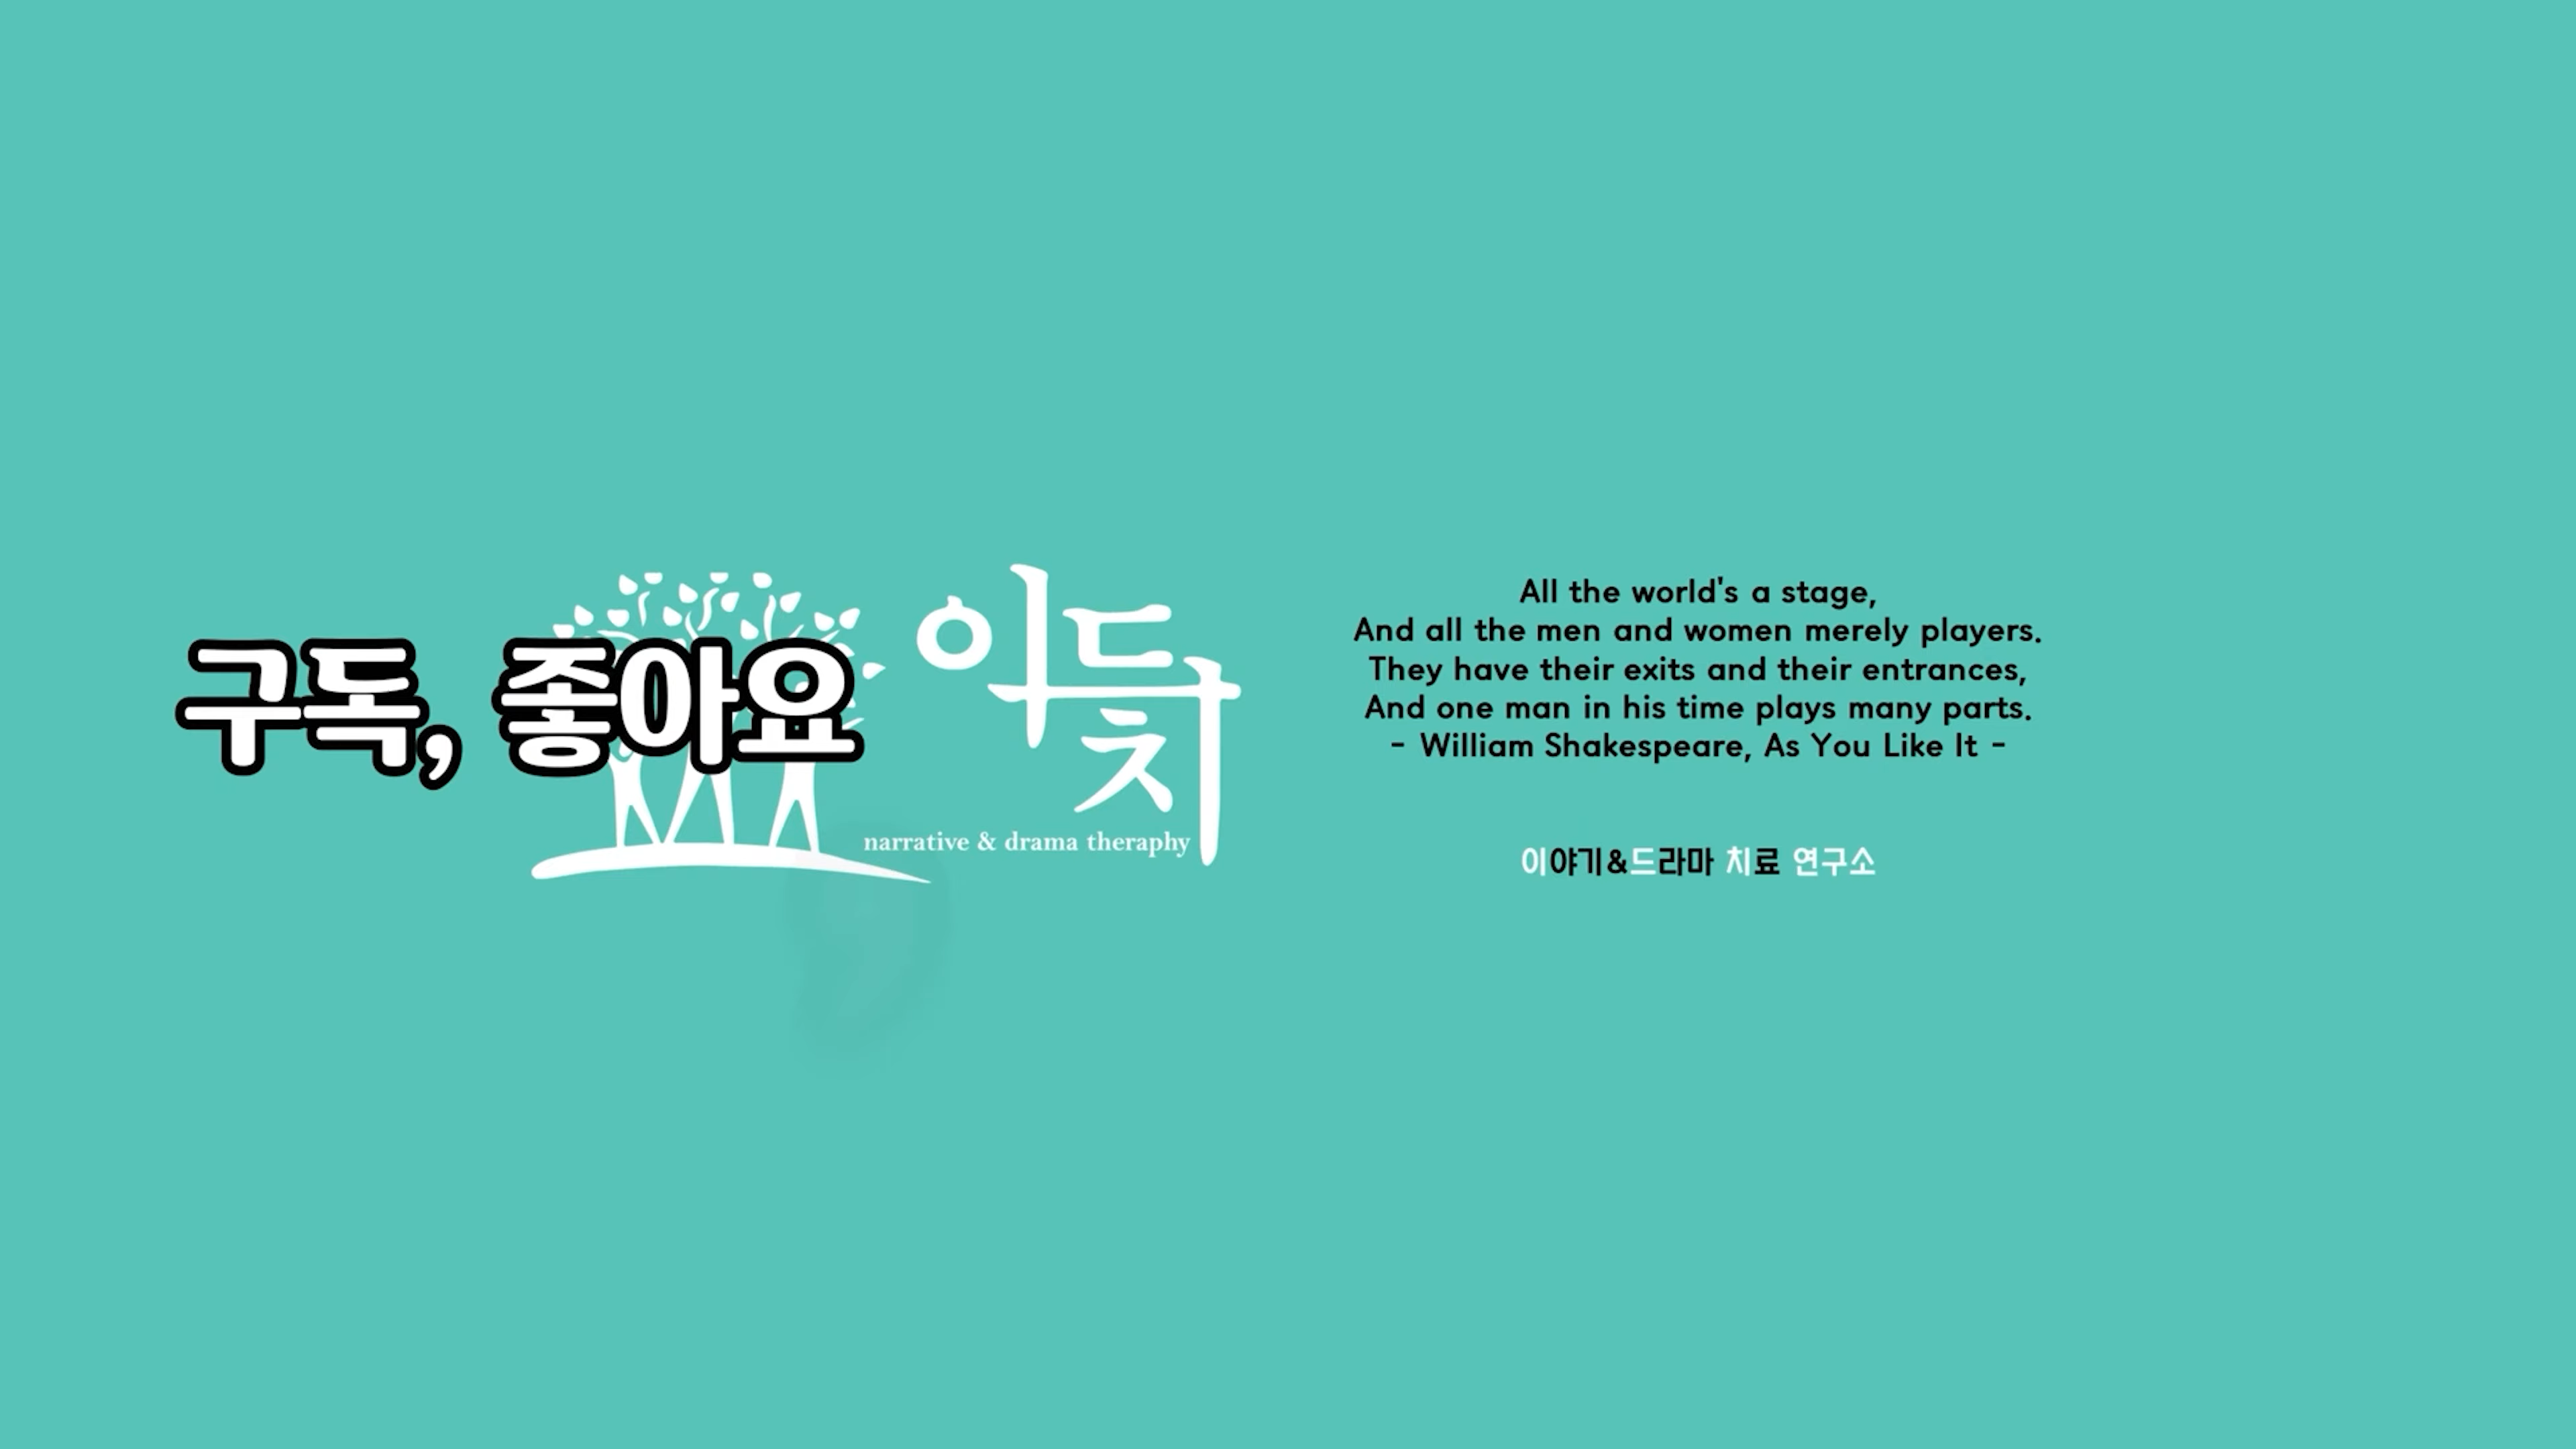 구독, 좋아요
이드치
narrative & drama theraphy
All the world's a stage,
And all the men and women merely players.
They have their exits and their entrances,
And one man in his time plays many parts.
- William Shakespeare, As You Like It -
이야기&드라마 치료 연구소